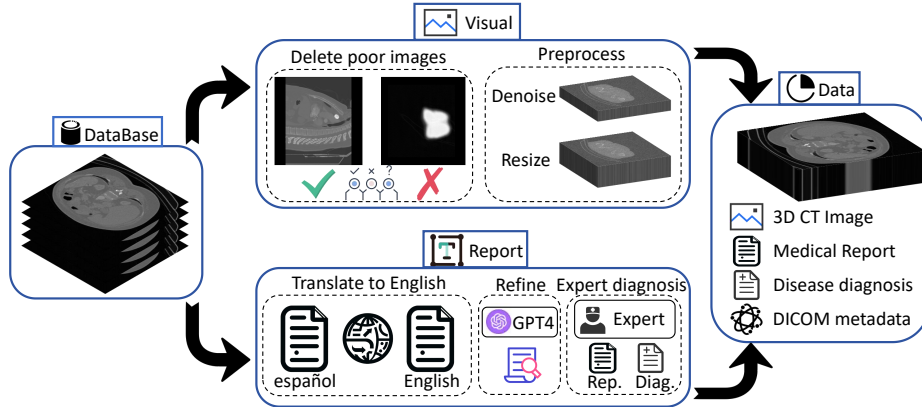 Visual
Delete poor images
Preprocess
Denoise
Resize
DataBase
Data
3D CT Image
Medical Report
Disease diagnosis
DICOM metadata
T
Report
Translate to English
español
English
Refine
GPT4
Expert diagnosis
Expert
Rep.
Diag.